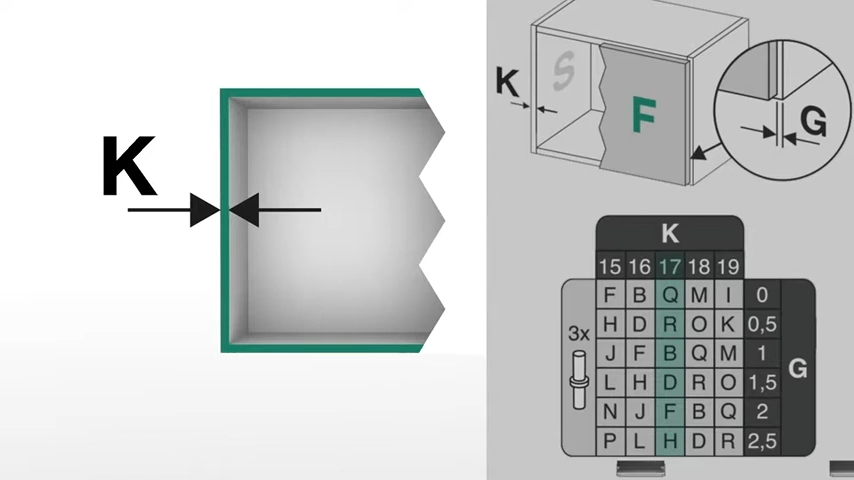 K
S
K
F
G
K
15 16 17 18 19
F B Q M I 0
H D R O K 0,5
3x
J F B Q M 1
G
L H D R O 1,5
N J F B Q 2
P L H D R 2,5